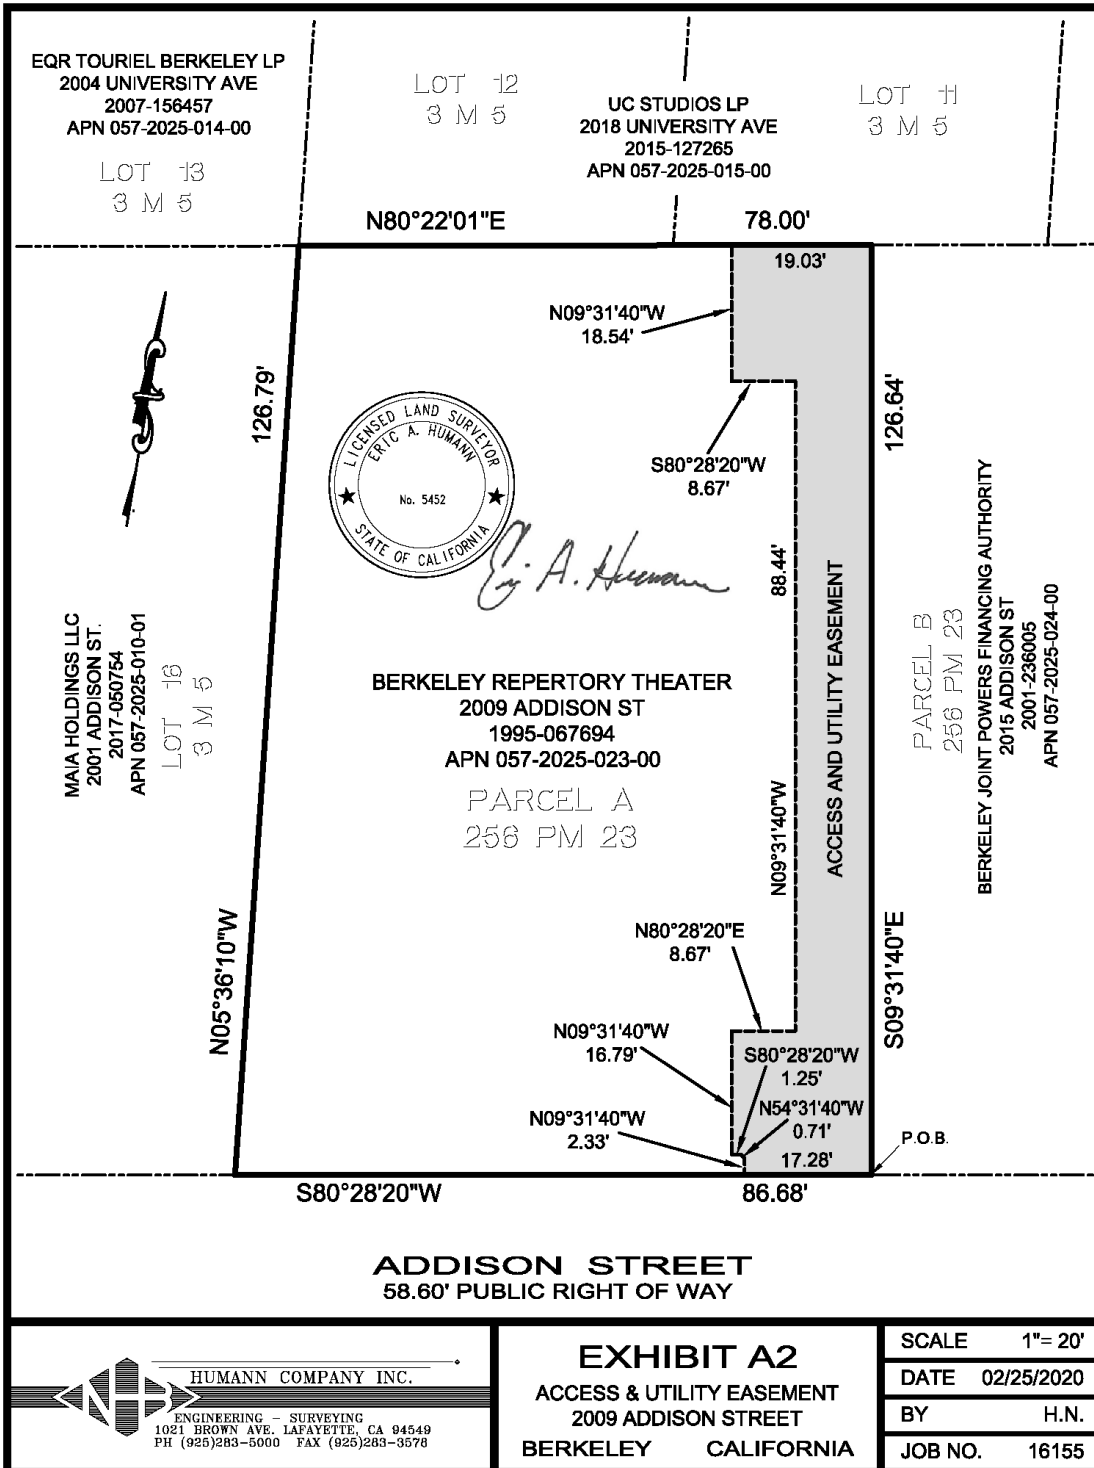 EQR TOURIEL BERKELEY LP
2004 UNIVERSITY AVE
2007-156457
APN 057-2025-014-00
LOT 13
3 M 5
LOT 12
3 M 5
UC STUDIOS LP
2018 UNIVERSITY AVE
2015-127265
APN 057-2025-015-00
LOT 11
3 M 5
N80°22'01"E
78.00'
19.03'
N09°31'40"W
18.54'
126.79'
126.64'
LICENSED LAND SURVEYOR
ERIC A. HUMANN
No. 5452
STATE OF CALIFORNIA
Eric A. Humann
S80°28'20"W
8.67'
88.44'
N09°31'40"W
ACCESS AND UTILITY EASEMENT
MAIA HOLDINGS LLC
2001 ADDISON ST.
2017-050754
APN 057-2025-010-01
LOT 16
3 M 5
BERKELEY REPERTORY THEATER
2009 ADDISON ST
1995-067694
APN 057-2025-023-00
PARCEL A
256 PM 23
PARCEL B
256 PM 23
BERKELEY JOINT POWERS FINANCING AUTHORITY
2015 ADDISON ST
2001-236005
APN 057-2025-024-00
N05°36'10"W
S09°31'40"E
N80°28'20"E
8.67'
N09°31'40"W
16.79'
S80°28'20"W
1.25'
N54°31'40"W
0.71'
N09°31'40"W
2.33'
17.28'
P.O.B.
S80°28'20"W
86.68'
ADDISON STREET
58.60' PUBLIC RIGHT OF WAY
HUMANN COMPANY INC.
ENGINEERING – SURVEYING
1021 BROWN AVE. LAFAYETTE, CA 94549
PH (925)283–5000 FAX (925)283–3578
EXHIBIT A2
ACCESS & UTILITY EASEMENT
2009 ADDISON STREET
BERKELEY CALIFORNIA
SCALE 1"= 20'
DATE 02/25/2020
BY H.N.
JOB NO. 16155